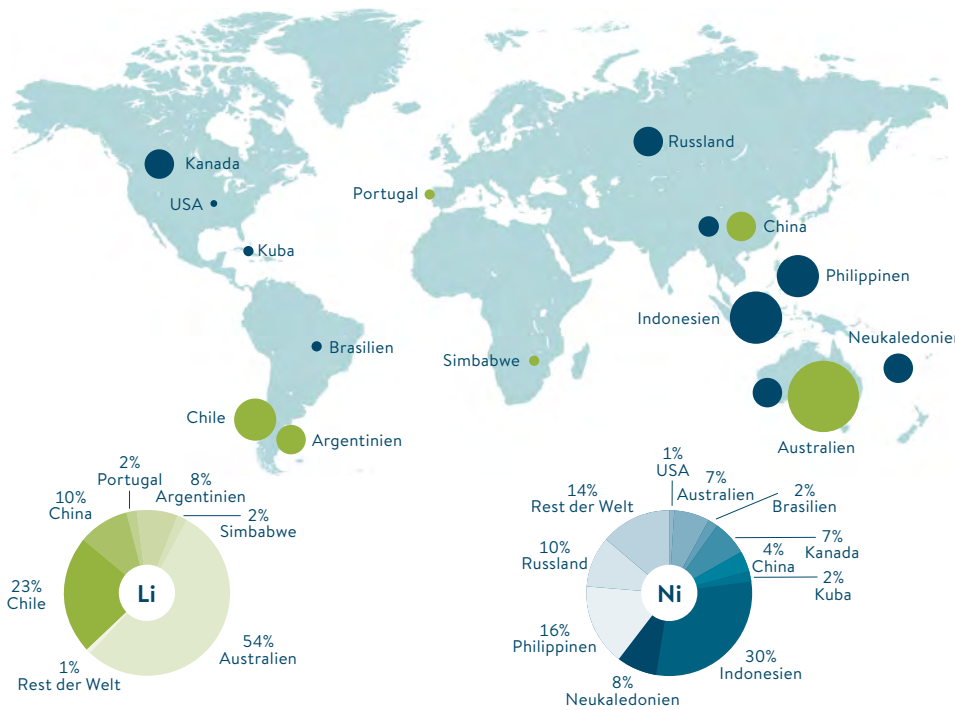 Kanada
USA
Kuba
Brasilien
Chile
Argentinien
Portugal
Simbabwe
Russland
China
Philippinen
Indonesien
Neukaledonien
Australien
2%
Portugal
8%
Argentinien
2%
Simbabwe
10%
China
23%
Chile
Li
54%
Australien
1%
Rest der Welt
1%
USA
7%
Australien
2%
Brasilien
14%
Rest der Welt
7%
Kanada
10%
Russland
4%
China
2%
Kuba
Ni
16%
Philippinen
30%
Indonesien
8%
Neukaledonien